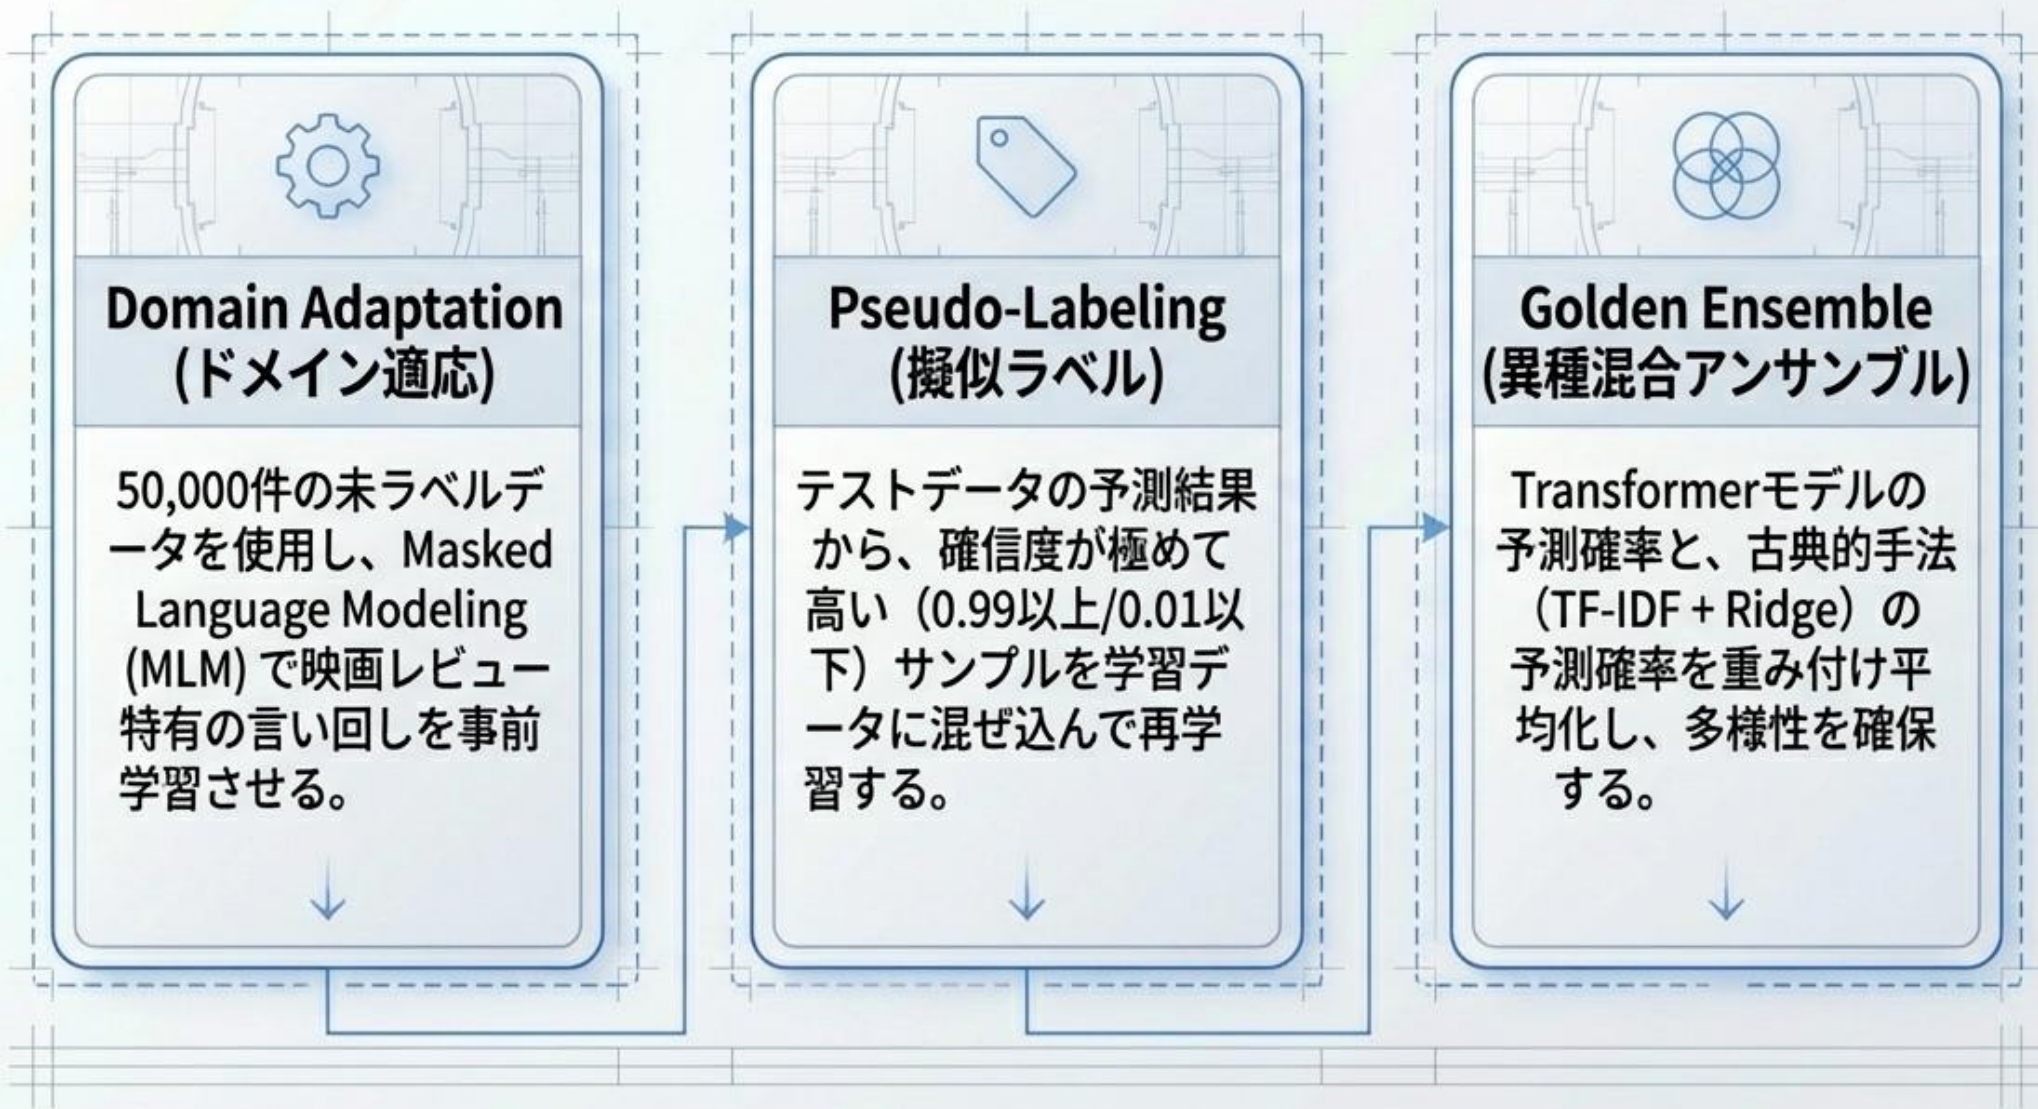 Domain Adaptation
(ドメイン適応)
50,000件の未ラベルデ
ータを使用し、Masked
Language Modeling
(MLM) で映画レビュー
特有の言い回しを事前
学習させる。
Pseudo-Labeling
(擬似ラベル)
テストデータの予測結果
から、確信度が極めて
高い（0.99以上/0.01以
下）サンプルを学習デ
ータに混ぜ込んで再学
習する。
Golden Ensemble
(異種混合アンサンブル)
Transformerモデルの
予測確率と、古典的手法
（TF-IDF + Ridge）の
予測確率を重み付け平
均化し、多様性を確保
する。